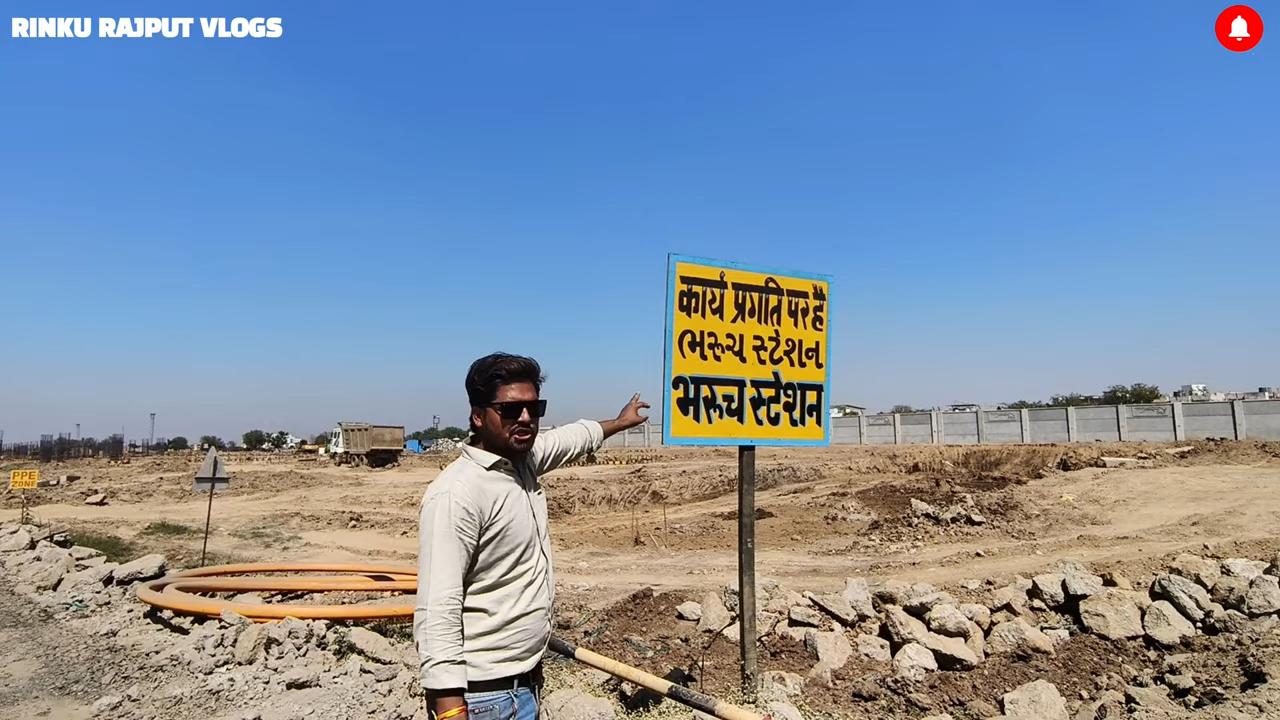 RINKU RAJPUT VLOGS
कार्य प्रगति पर है
ભરૂચ સ્ટેશન
भरुच स्टेशन
PPE
ZONE